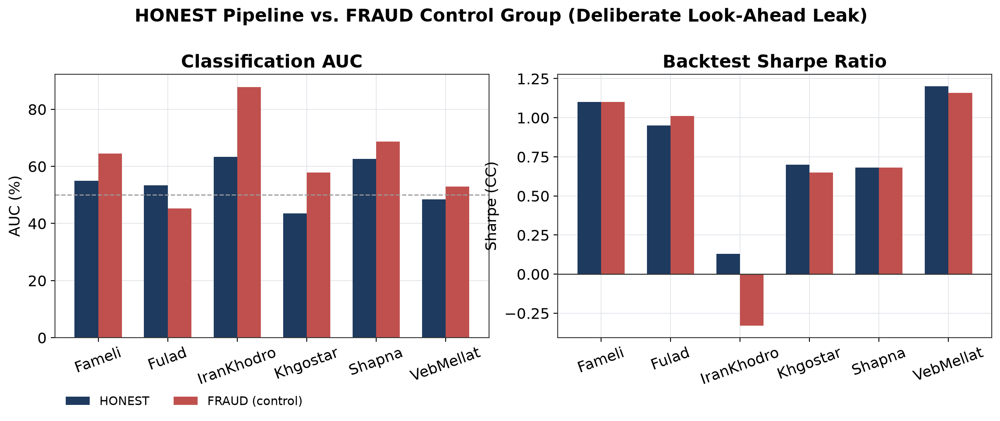 HONEST Pipeline vs. FRAUD Control Group (Deliberate Look-Ahead Leak)
Classification AUC
AUC (%)
80
60
40
20
0
Fameli
Fulad
IranKhodro
Khgostar
Shapna
VebMellat
HONEST
FRAUD (control)
Backtest Sharpe Ratio
Sharpe (CC)
1.25
1.00
0.75
0.50
0.25
0.00
−0.25
Fameli
Fulad
IranKhodro
Khgostar
Shapna
VebMellat